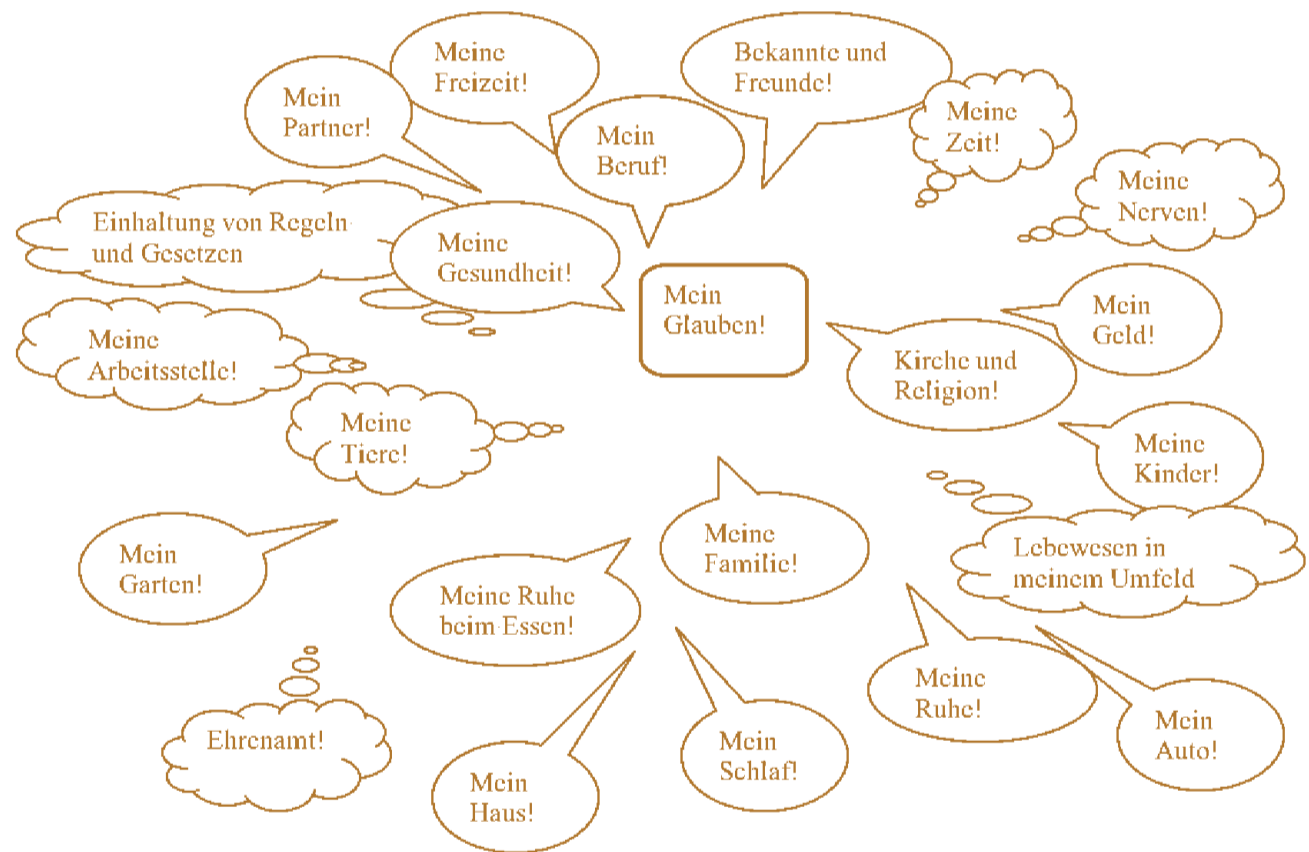 Meine
Freizeit!
Bekannte und
Freunde!
Mein
Partner!
Meine
Zeit!
Mein
Beruf!
Meine
Nerven!
Einhaltung von Regeln
und Gesetzen
Meine
Gesundheit!
Mein
Glauben!
Mein
Geld!
Meine
Arbeitsstelle!
Kirche und
Religion!
Meine
Tiere!
Meine
Kinder!
Mein
Garten!
Meine
Familie!
Lebewesen in
meinem Umfeld
Meine Ruhe
beim Essen!
Meine
Ruhe!
Mein
Auto!
Ehrenamt!
Mein
Schlaf!
Mein
Haus!